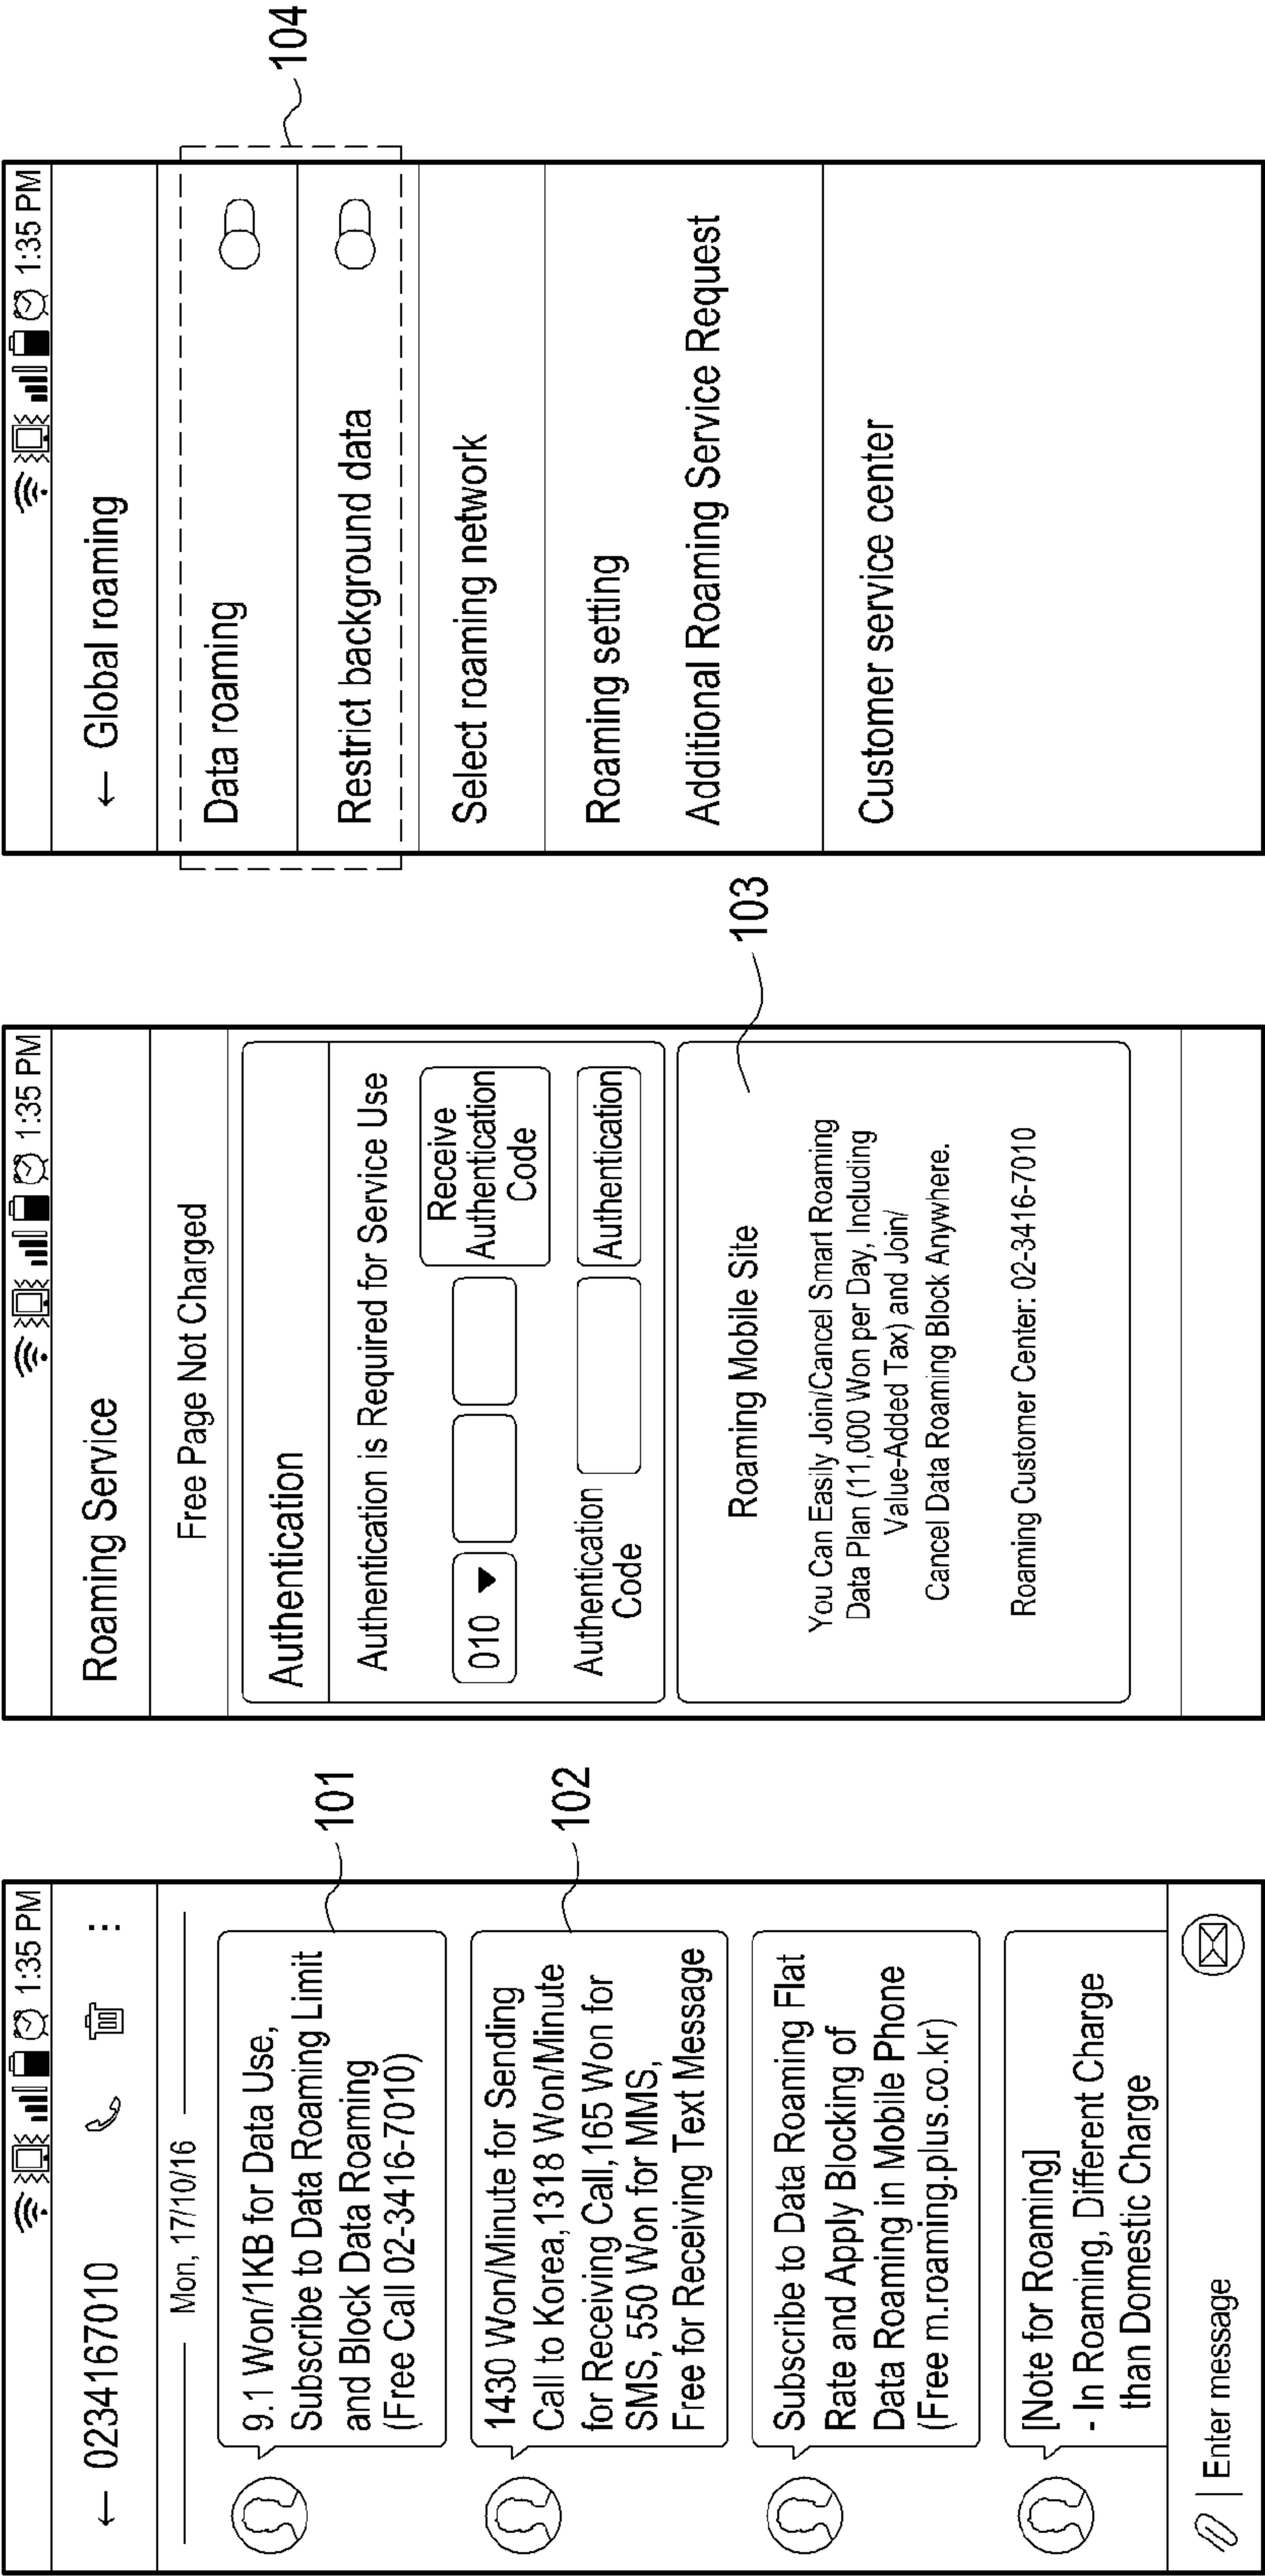 1:35 PM
← 0234167010
Mon, 17/10/16
9.1 Won/1KB for Data Use,
Subscribe to Data Roaming Limit
and Block Data Roaming
(Free Call 02-3416-7010)
101
1430 Won/Minute for Sending
Call to Korea,1318 Won/Minute
for Receiving Call,165 Won for
SMS, 550 Won for MMS,
Free for Receiving Text Message
102
Subscribe to Data Roaming Flat
Rate and Apply Blocking of
Data Roaming in Mobile Phone
(Free m.roaming.plus.co.kr)
[Note for Roaming]
- In Roaming, Different Charge
than Domestic Charge
Enter message
1:35 PM
Roaming Service
Free Page Not Charged
Authentication
Authentication is Required for Service Use
010 ▼
Receive
Authentication
Code
Authentication
Code
Authentication
Roaming Mobile Site
You Can Easily Join/Cancel Smart Roaming
Data Plan (11,000 Won per Day, Including
Value-Added Tax) and Join/
Cancel Data Roaming Block Anywhere.
Roaming Customer Center: 02-3416-7010
103
1:35 PM
← Global roaming
Data roaming
Restrict background data
104
Select roaming network
Roaming setting
Additional Roaming Service Request
Customer service center